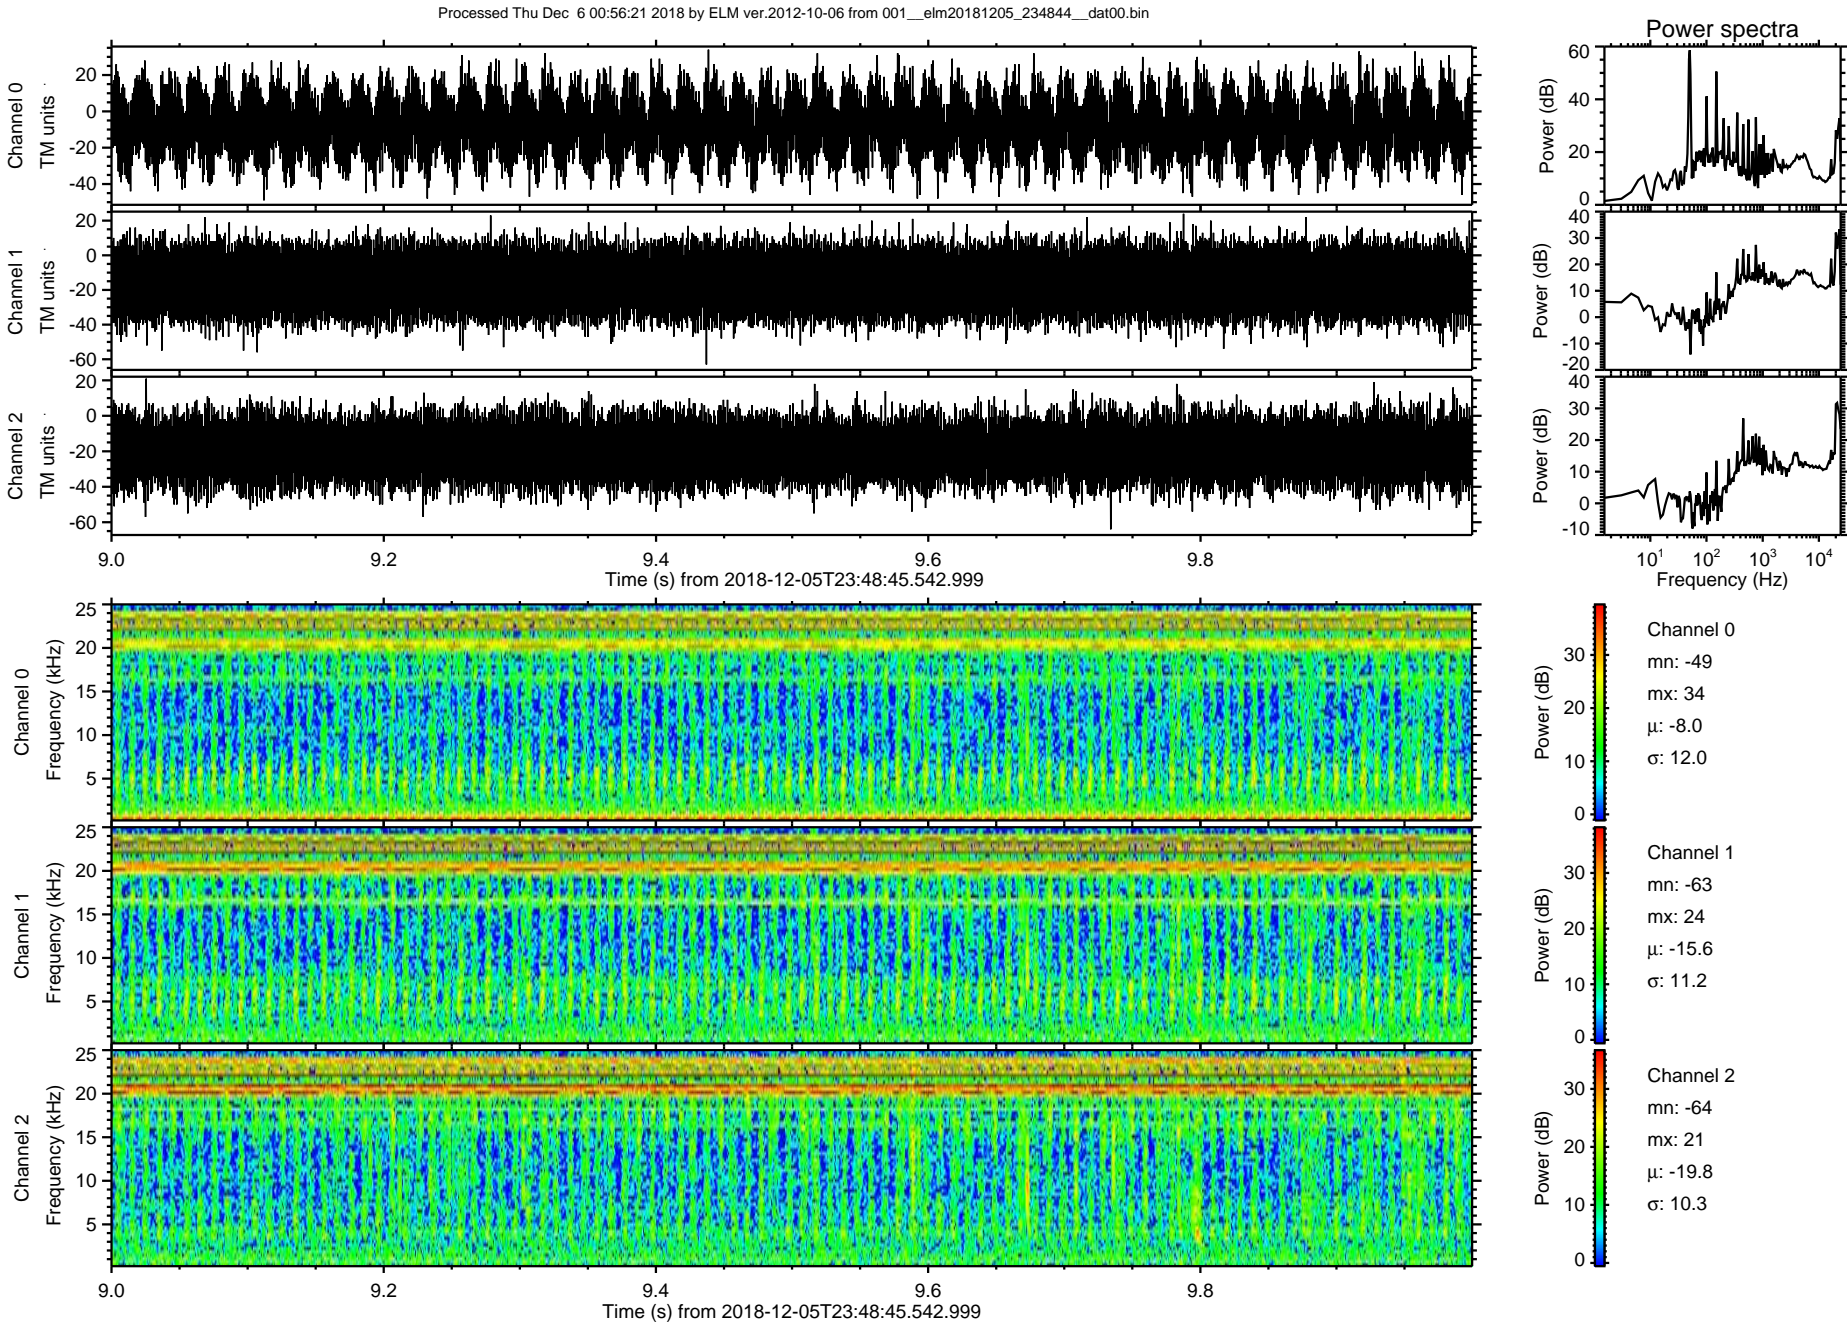 Processed Thu Dec  6 00:56:21 2018 by ELM ver.2012-10-06 from 001__elm20181205_234844__dat00.bin
Power spectra
Channel 0
TM units
20
0
-20
-40
Power (dB)
60
40
20
0
Channel 1
TM units
20
0
-20
-40
-60
Power (dB)
40
30
20
10
0
-10
-20
Channel 2
TM units
20
0
-20
-40
-60
Power (dB)
40
30
20
10
0
-10
9.0 9.2 9.4 9.6 9.8
Time (s) from 2018-12-05T23:48:45.542.999
10^1 10^2 10^3 10^4
Frequency (Hz)
Channel 0
Frequency (kHz)
25
20
15
10
5
Power (dB)
30
20
10
0
Channel 0
mn: -49
mx: 34
μ: -8.0
σ: 12.0
Channel 1
Frequency (kHz)
25
20
15
10
5
Power (dB)
30
20
10
0
Channel 1
mn: -63
mx: 24
μ: -15.6
σ: 11.2
Channel 2
Frequency (kHz)
25
20
15
10
5
Power (dB)
30
20
10
0
Channel 2
mn: -64
mx: 21
μ: -19.8
σ: 10.3
9.0 9.2 9.4 9.6 9.8
Time (s) from 2018-12-05T23:48:45.542.999